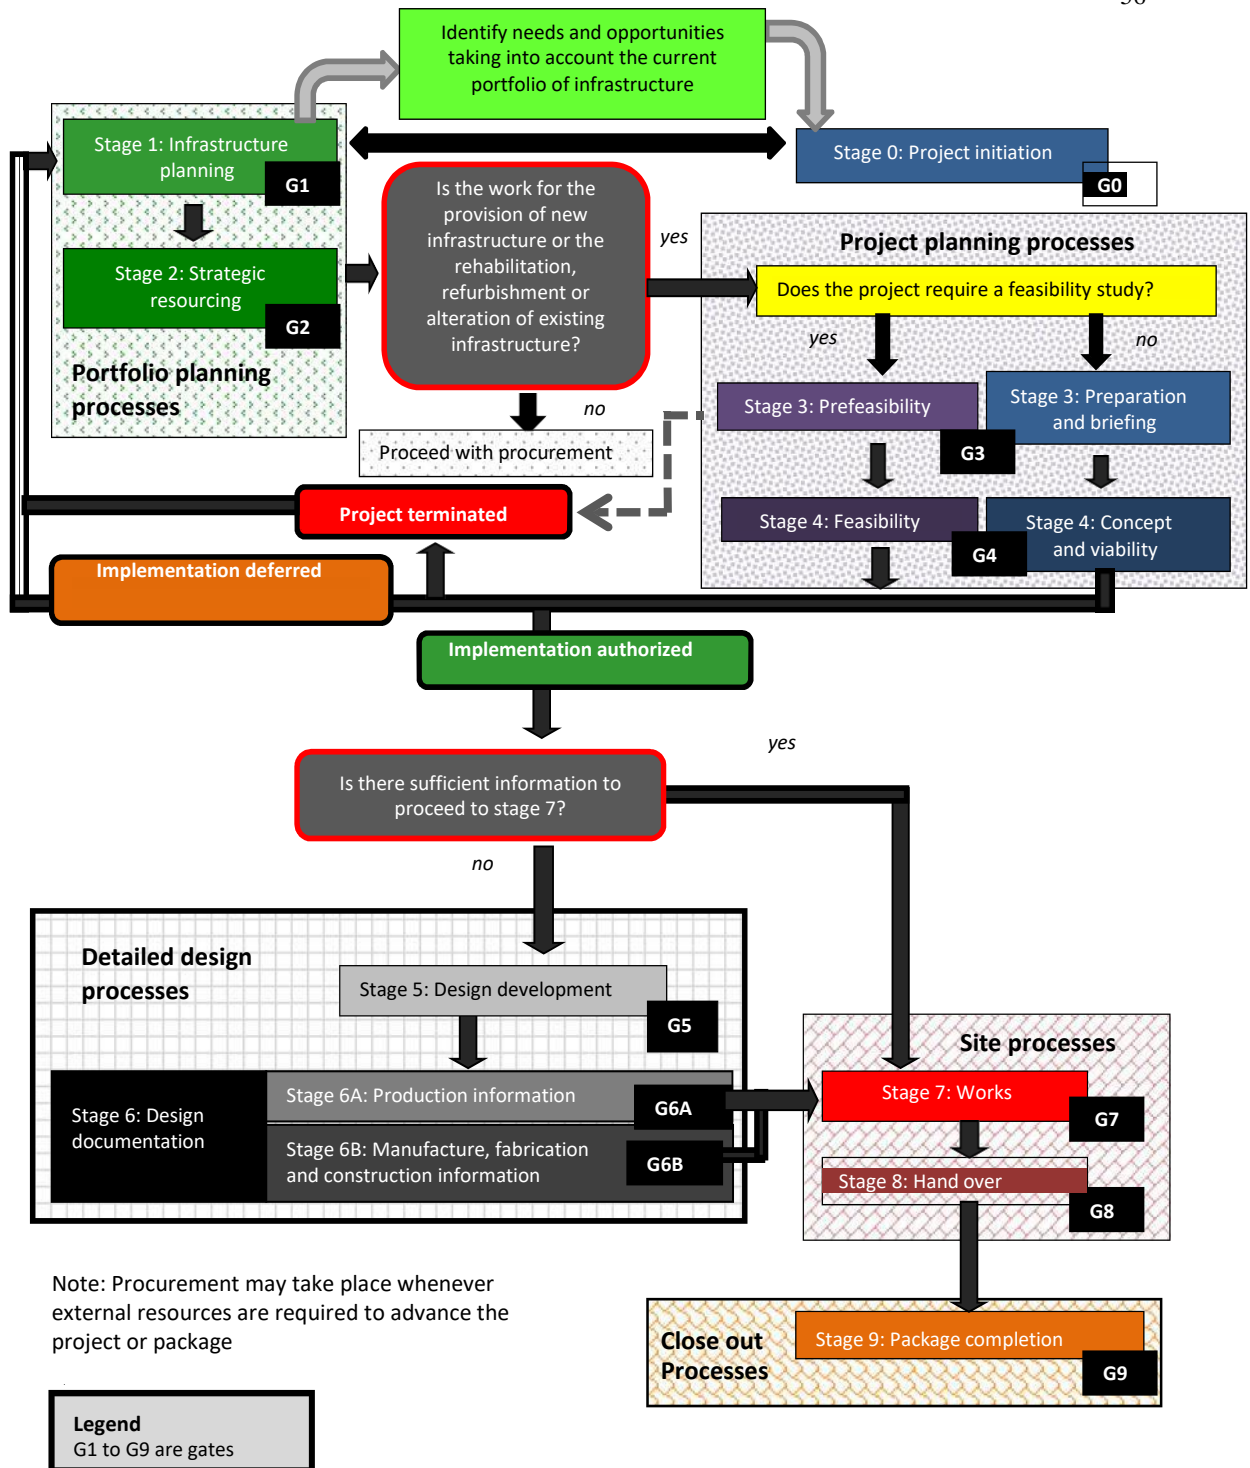 Identify needs and opportunities
taking into account the current
portfolio of infrastructure
Stage 1: Infrastructure
planning
G1
Stage 0: Project initiation
G0
Is the work for the
provision of new
infrastructure or the
rehabilitation,
refurbishment or
alteration of existing
infrastructure?
yes
Project planning processes
Stage 2: Strategic
resourcing
G2
Does the project require a feasibility study?
yes
no
Portfolio planning
processes
no
Stage 3: Prefeasibility
Stage 3: Preparation
and briefing
G3
Proceed with procurement
Project terminated
Stage 4: Feasibility
Stage 4: Concept
and viability
G4
Implementation deferred
Implementation authorized
Is there sufficient information to
proceed to stage 7?
yes
no
Detailed design
processes
Stage 5: Design development
G5
Stage 6: Design
documentation
Stage 6A: Production information
G6A
Stage 6B: Manufacture, fabrication
and construction information
G6B
Site processes
Stage 7: Works
G7
Stage 8: Hand over
G8
Note: Procurement may take place whenever
external resources are required to advance the
project or package
Close out
Processes
Stage 9: Package completion
G9
Legend
G1 to G9 are gates